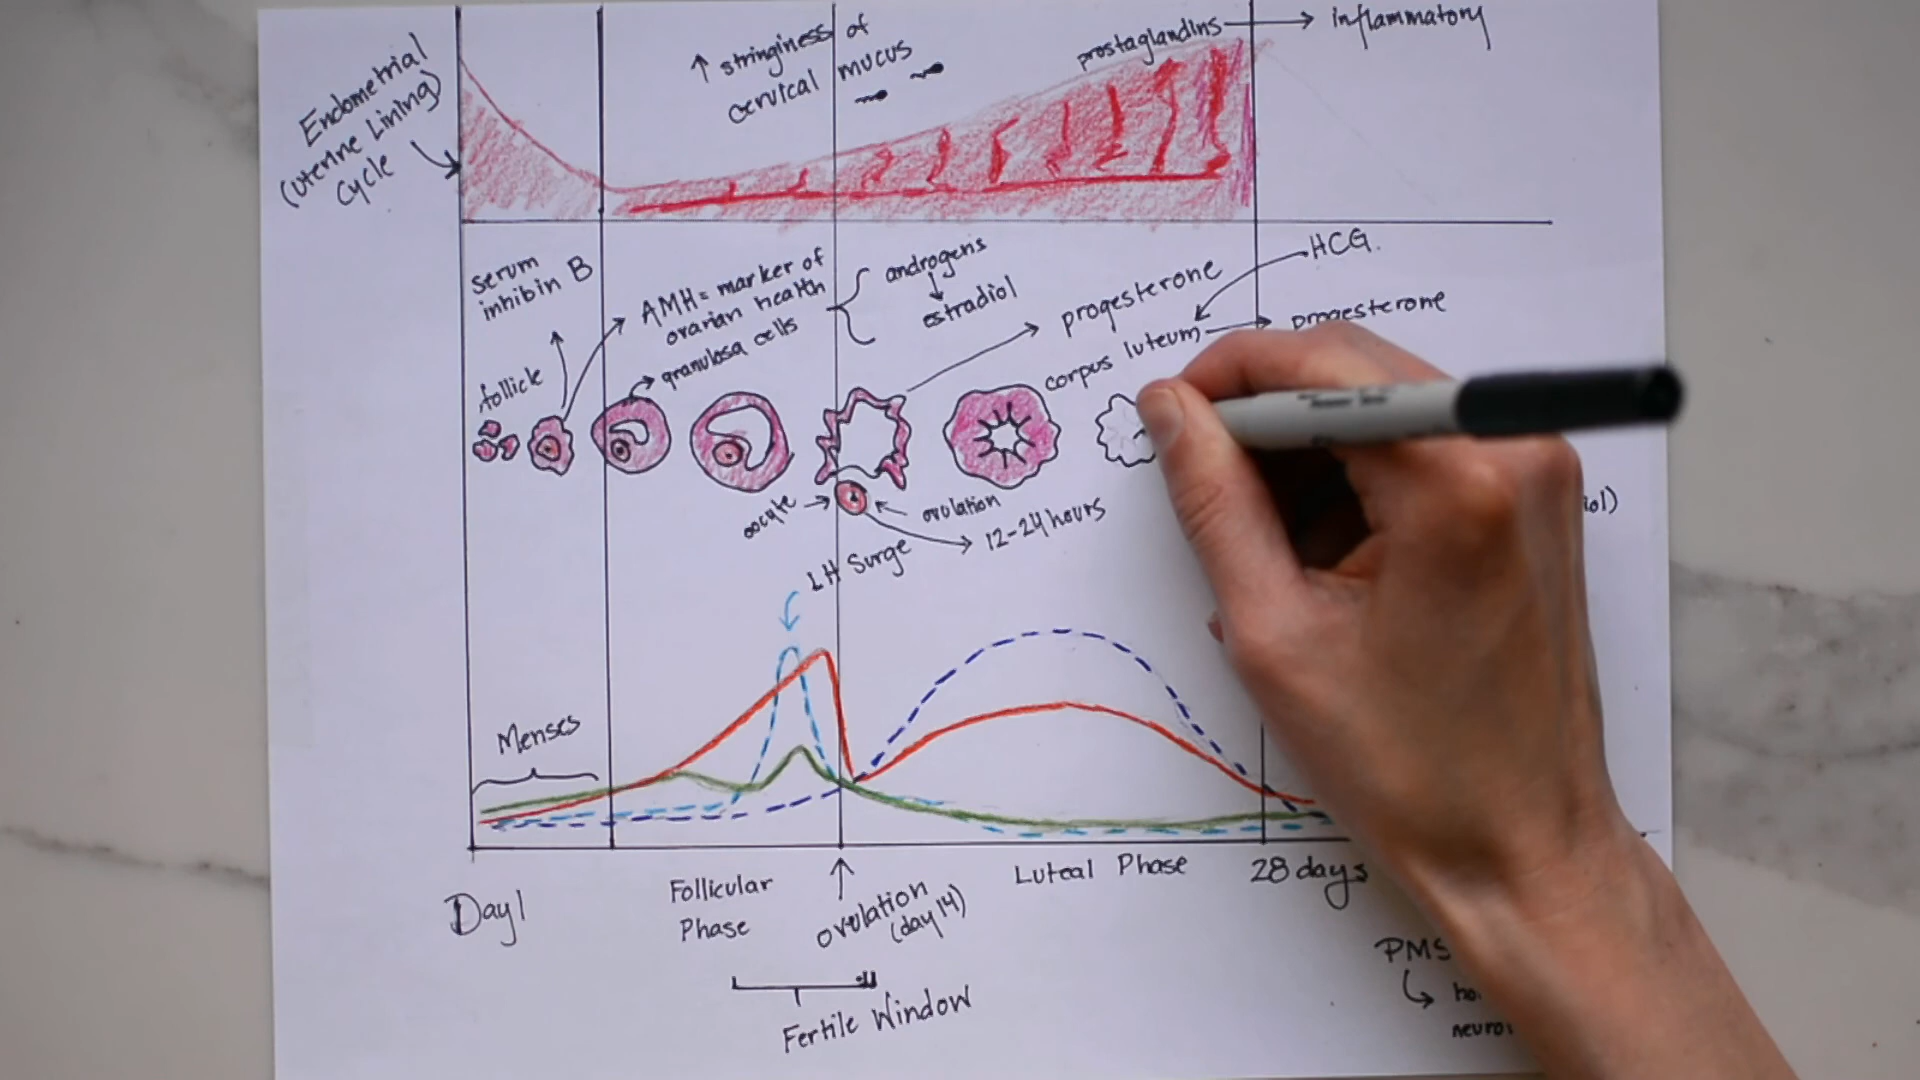 Endometrial
(Uterine Lining)
Cycle
↑ stringiness of
cervical mucus
prostaglandins → inflammatory
serum
inhibin B
follicle
AMH = marker of
ovarian health
granulosa cells
androgens
estradiol
progesterone
HCG.
corpus luteum → progesterone
oocyte →
ovulation
12-24 hours
LH Surge
iol)
Menses
Day 1
Follicular
Phase
ovulation
(day 14)
Luteal Phase
28 days
Fertile Window
PMS